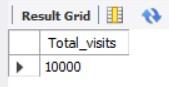 Result Grid
Total_visits
10000